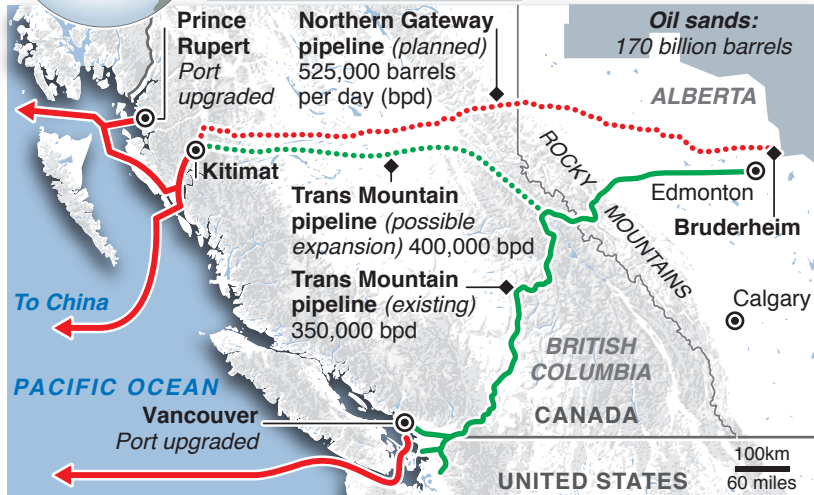 Prince
Rupert
Port
upgraded
Northern Gateway
pipeline (planned)
525,000 barrels
per day (bpd)
Oil sands:
170 billion barrels
ALBERTA
ROCKY
MOUNTAINS
Kitimat
Edmonton
Bruderheim
Trans Mountain
pipeline (possible
expansion) 400,000 bpd
Trans Mountain
pipeline (existing)
350,000 bpd
To China
Calgary
BRITISH
COLUMBIA
PACIFIC OCEAN
Vancouver
Port upgraded
CANADA
UNITED STATES
100km
60 miles